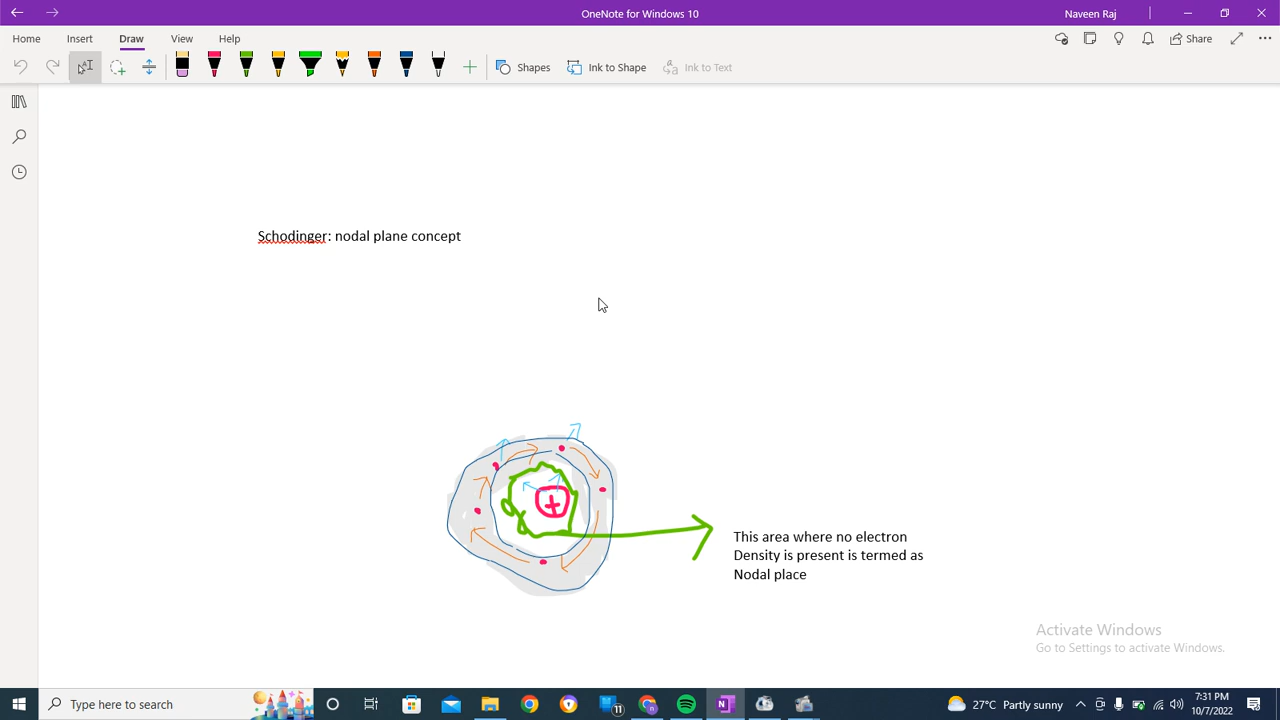 OneNote for Windows 10
Naveen Raj
Home Insert Draw View Help
Share
Shapes Ink to Shape Ink to Text
Schodinger: nodal plane concept
This area where no electron
Density is present is termed as
Nodal place
Activate Windows
Go to Settings to activate Windows.
Type here to search
11
27°C Partly sunny
7:31 PM
10/7/2022